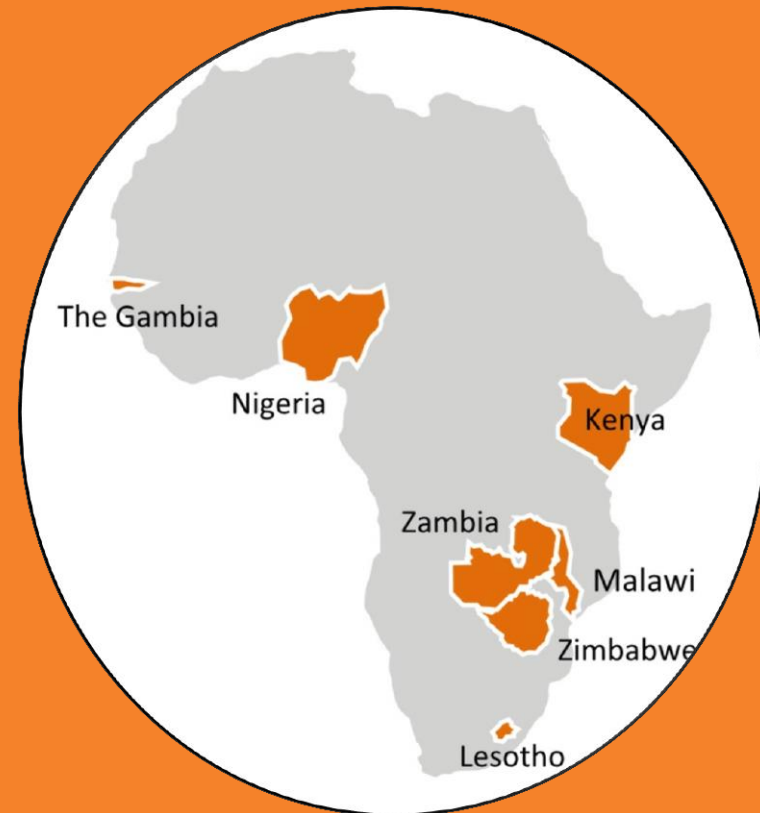 The Gambia
Nigeria
Kenya
Zambia
Malawi
Zimbabwe
Lesotho